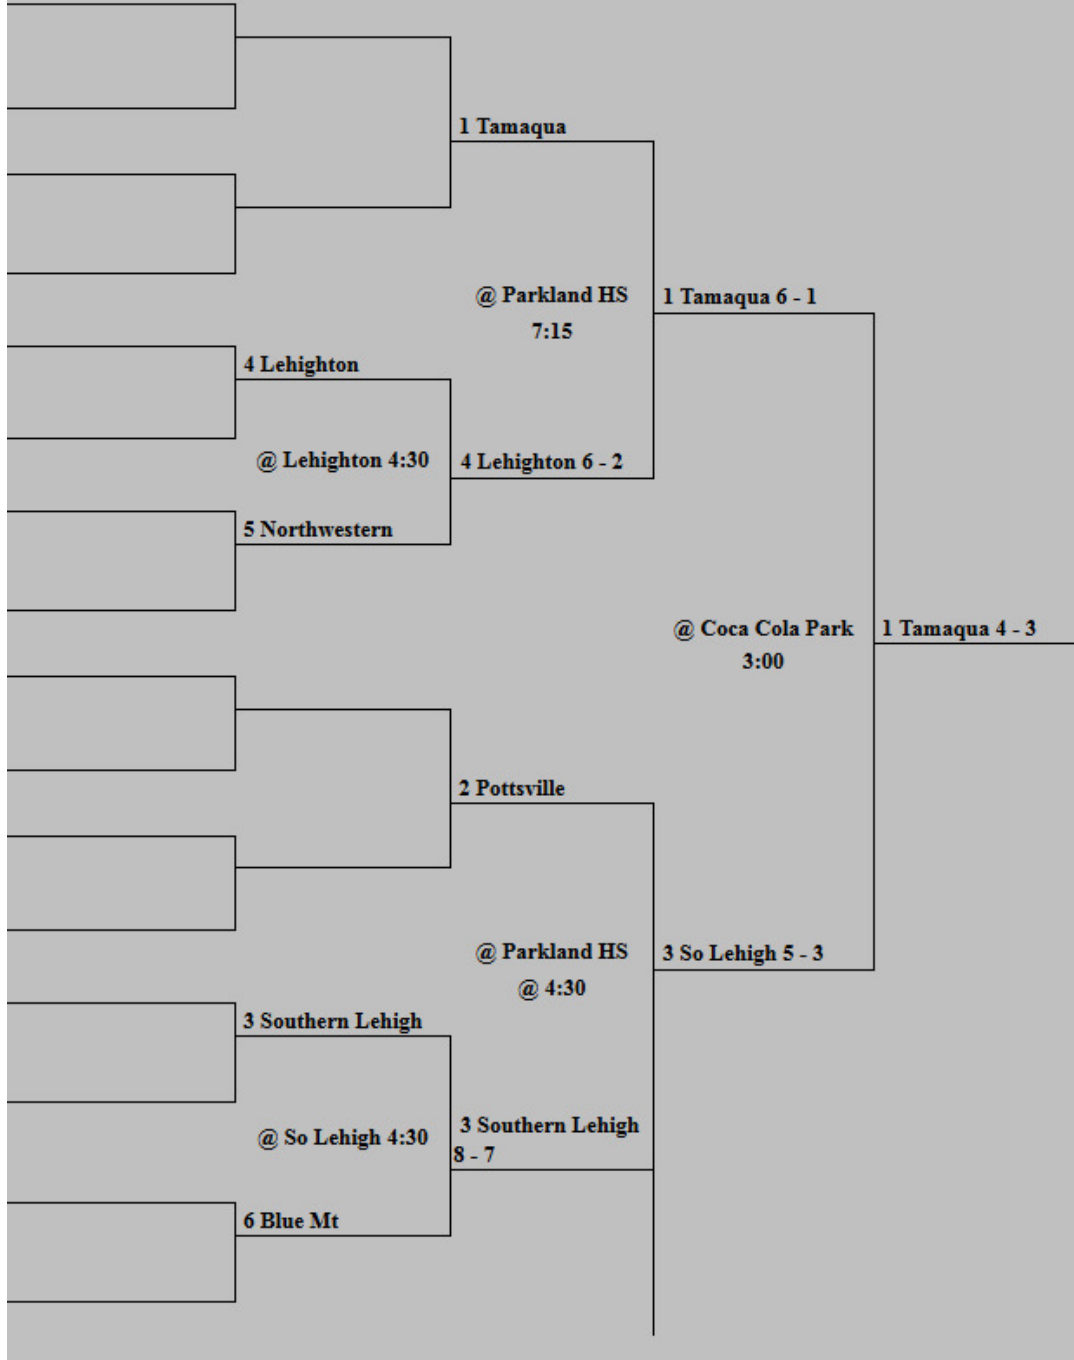 1 Tamaqua
@ Parkland HS
7:15
1 Tamaqua 6 - 1
4 Lehighton
@ Lehighton 4:30
4 Lehighton 6 - 2
5 Northwestern
@ Coca Cola Park
3:00
1 Tamaqua 4 - 3
2 Pottsville
@ Parkland HS
@ 4:30
3 So Lehigh 5 - 3
3 Southern Lehigh
@ So Lehigh 4:30
3 Southern Lehigh
8 - 7
6 Blue Mt